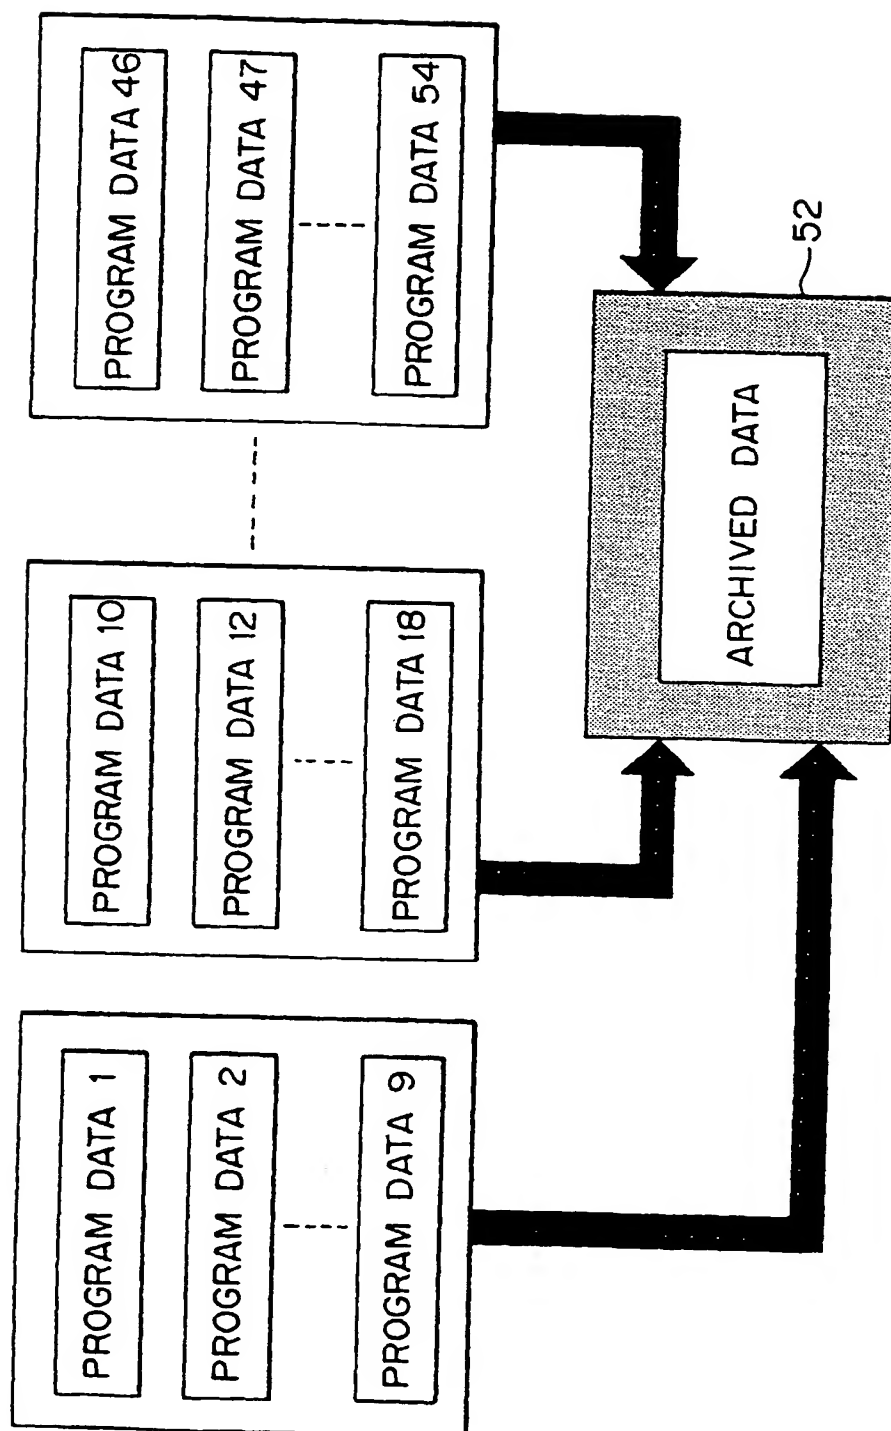 PROGRAM DATA 1
PROGRAM DATA 2
PROGRAM DATA 9
PROGRAM DATA 10
PROGRAM DATA 12
PROGRAM DATA 18
PROGRAM DATA 46
PROGRAM DATA 47
PROGRAM DATA 54
ARCHIVED DATA
52